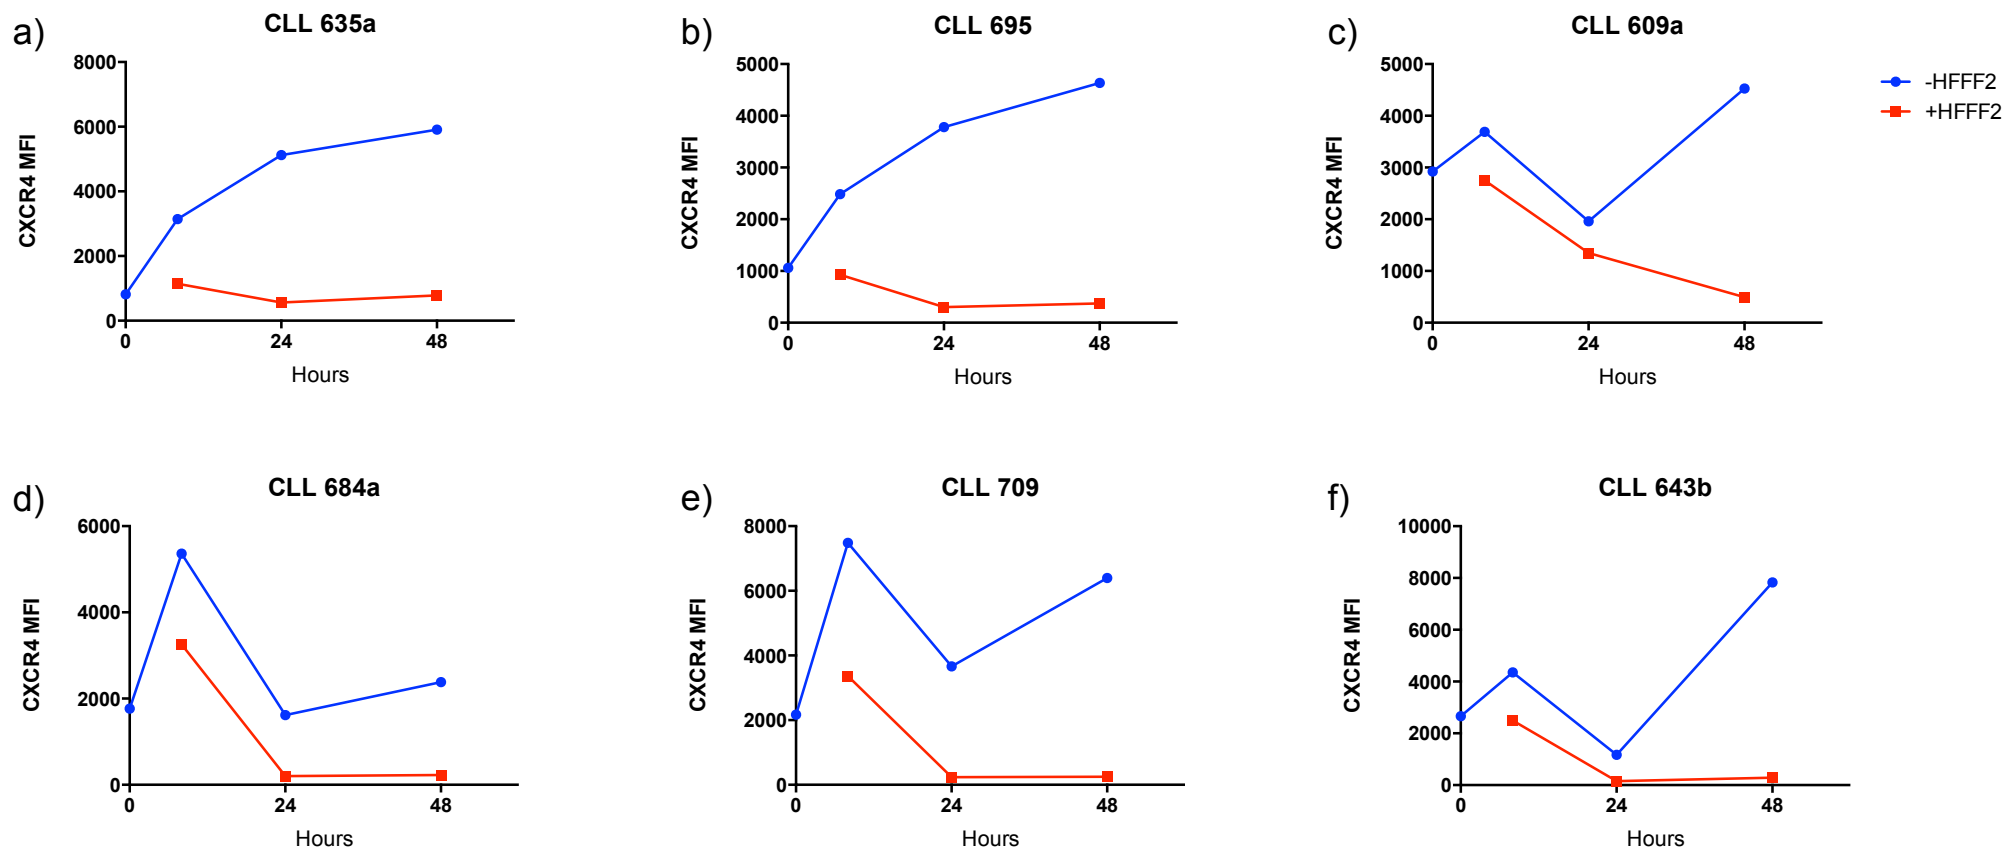 a)
CLL 635a
CXCR4 MFI
8000
6000
4000
2000
0
0 24 48
Hours
b)
CLL 695
CXCR4 MFI
5000
4000
3000
2000
1000
0
0 24 48
Hours
c)
CLL 609a
CXCR4 MFI
5000
4000
3000
2000
1000
0
0 24 48
Hours
-HFFF2
+HFFF2
d)
CLL 684a
CXCR4 MFI
6000
4000
2000
0
0 24 48
Hours
e)
CLL 709
CXCR4 MFI
8000
6000
4000
2000
0
0 24 48
Hours
f)
CLL 643b
CXCR4 MFI
10000
8000
6000
4000
2000
0
0 24 48
Hours